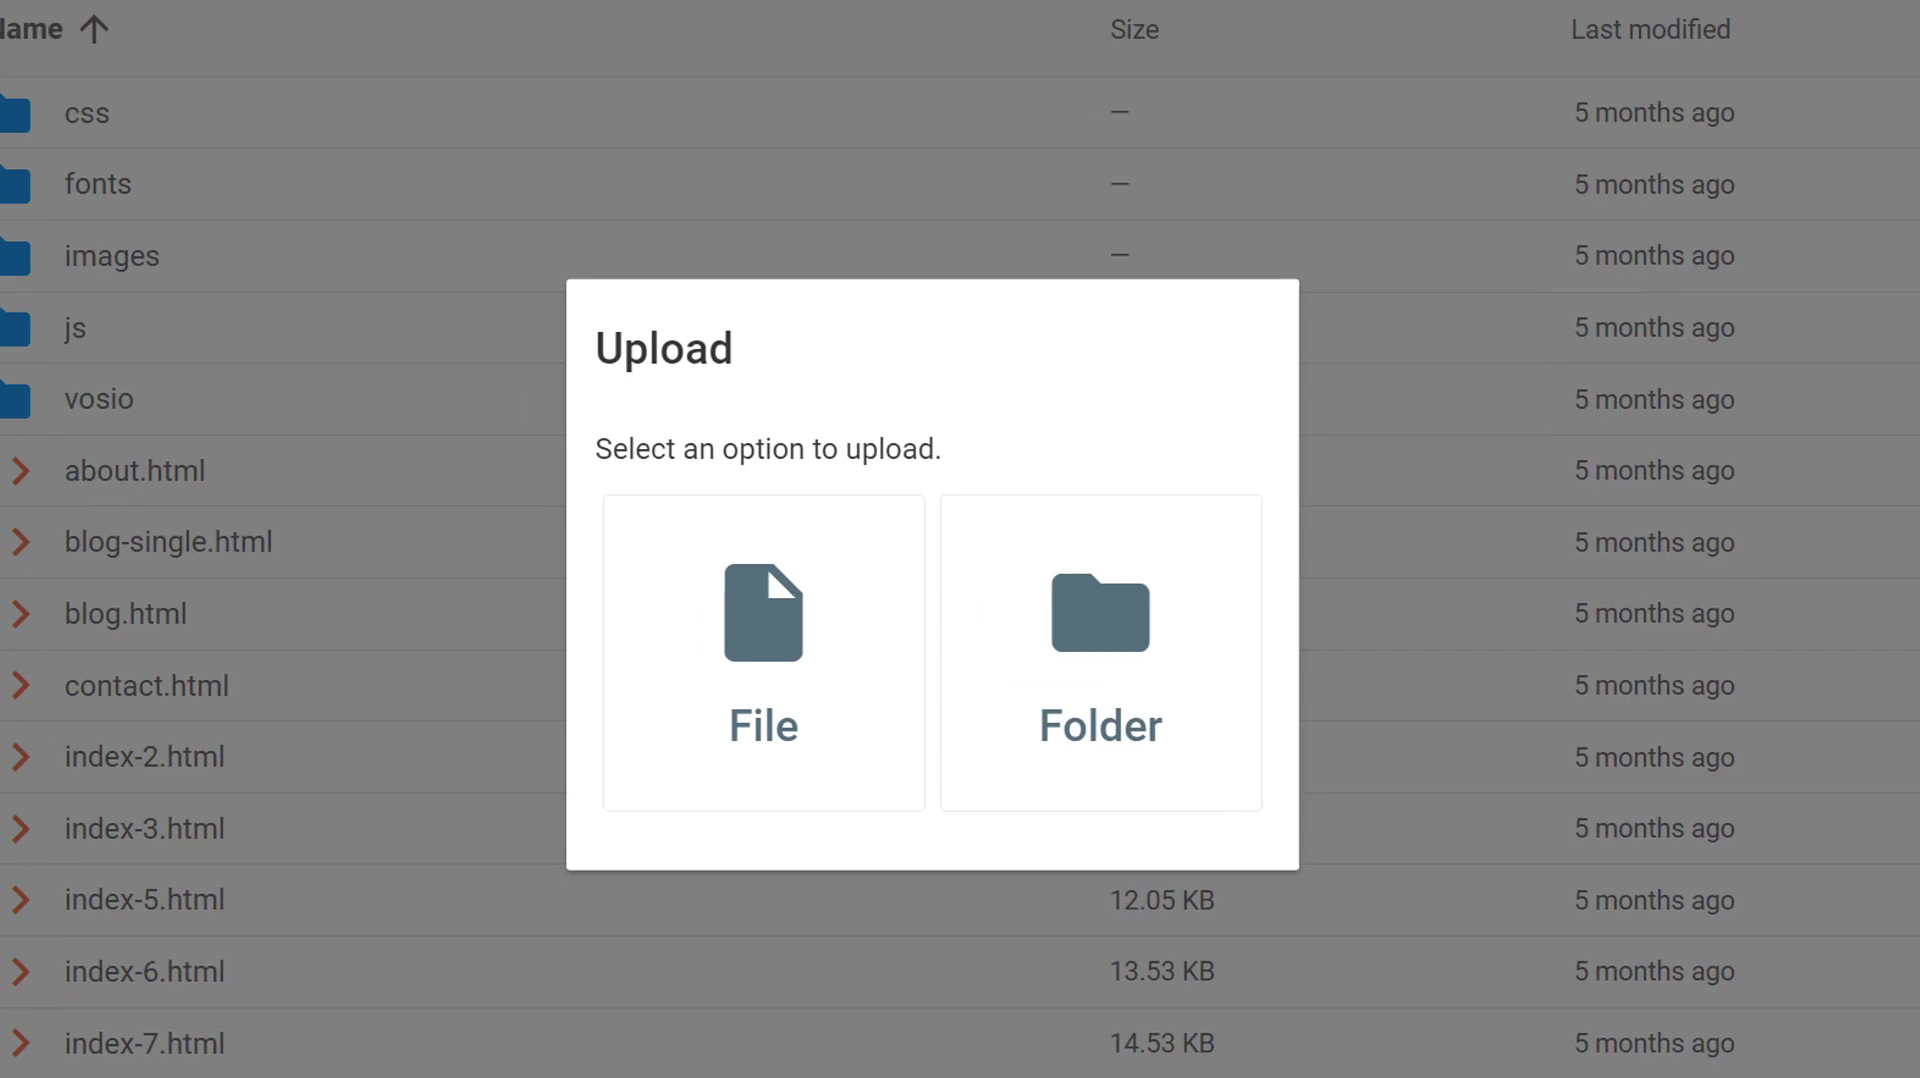 Name Size Last modified
css — 5 months ago
fonts — 5 months ago
images — 5 months ago
js 5 months ago
vosio 5 months ago
about.html 5 months ago
blog-single.html 5 months ago
blog.html 5 months ago
contact.html 5 months ago
index-2.html 5 months ago
index-3.html 5 months ago
index-5.html 12.05 KB 5 months ago
index-6.html 13.53 KB 5 months ago
index-7.html 14.53 KB 5 months ago
Upload
Select an option to upload.
File Folder